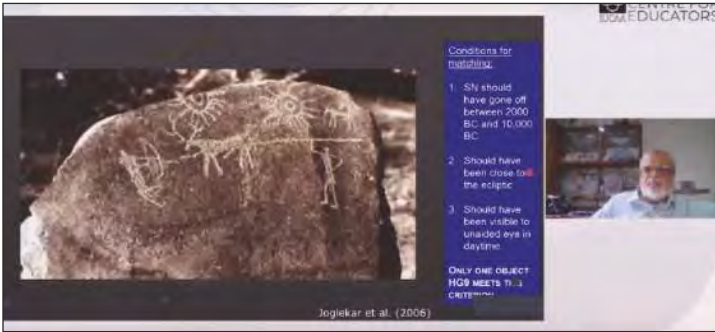 CENTRE FOR
EDUCATORS
Conditions for
matching:
1. SN should
have gone off
between 2000
BC and 10,000
BC
2. Should have
been close to
the ecliptic
3. Should have
been visible to
unaided eye in
daytime
ONLY ONE OBJECT
HG9 MEETS THIS
CRITERION
Joglekar et al. (2006)